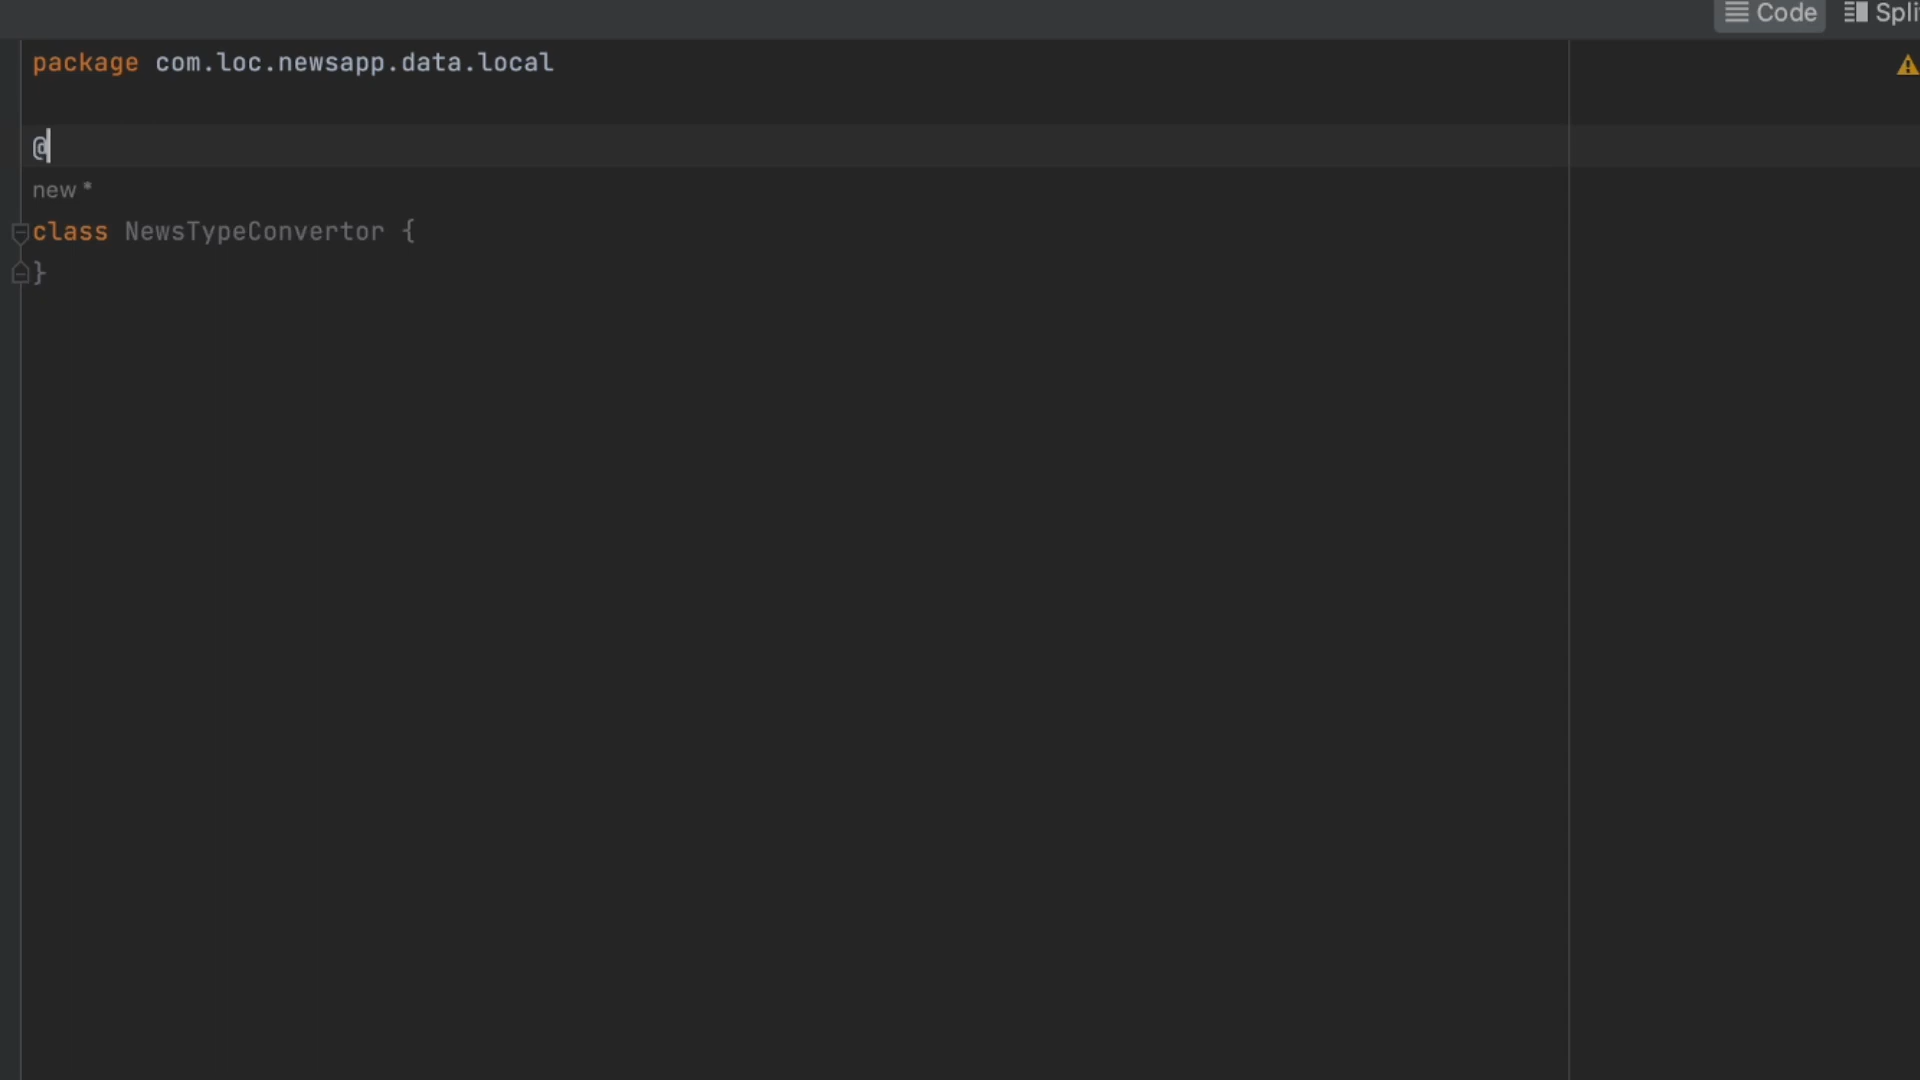 Code Spli
package com.loc.newsapp.data.local
@
new *
class NewsTypeConvertor {
}